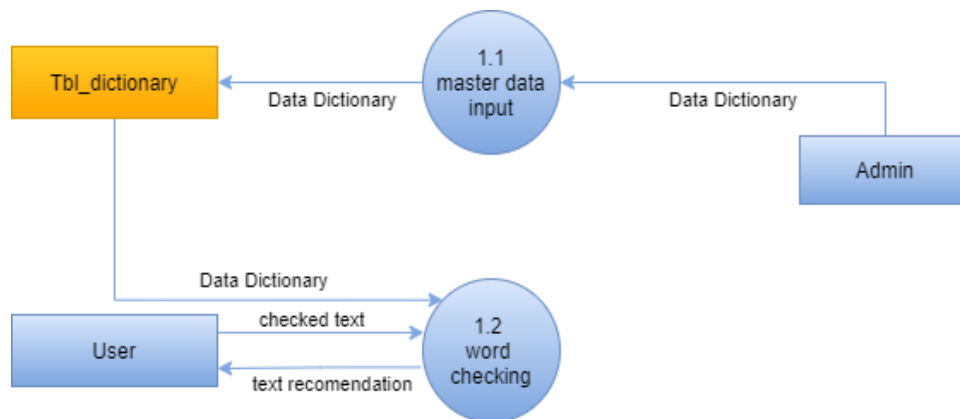 1.1
master data
input
Tbl_dictionary
Data Dictionary
Data Dictionary
Admin
Data Dictionary
checked text
User
1.2
word
checking
text recomendation